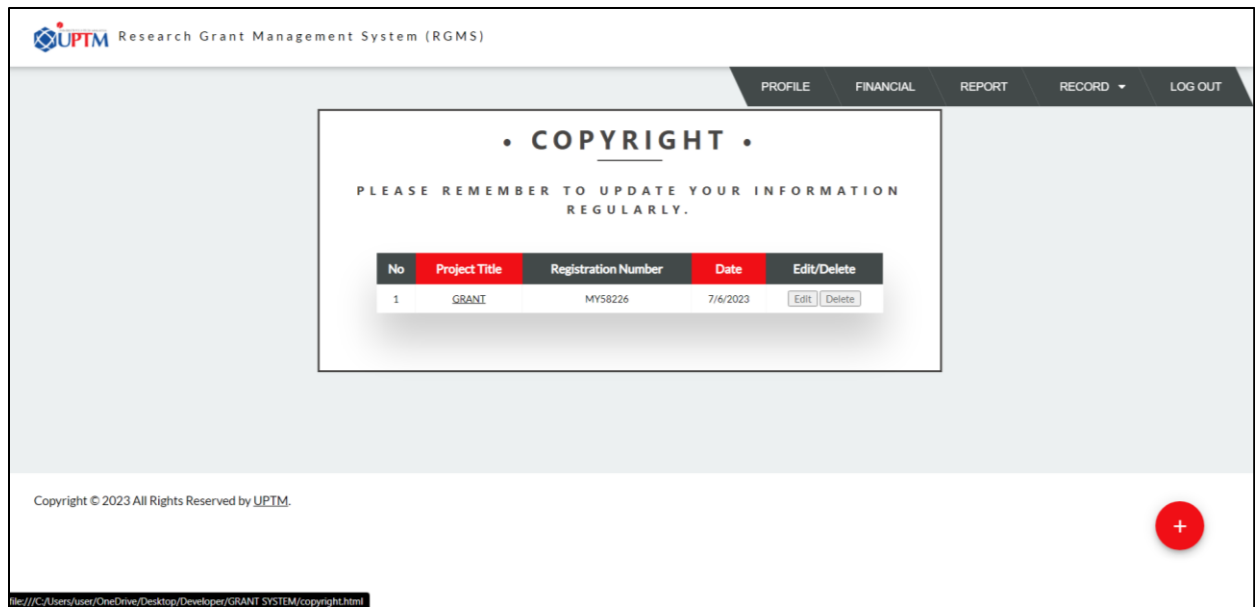 UPTM Research Grant Management System (RGMS)
PROFILE FINANCIAL REPORT RECORD LOG OUT
• COPYRIGHT •
PLEASE REMEMBER TO UPDATE YOUR INFORMATION
REGULARLY.
No Project Title Registration Number Date Edit/Delete
1 GRANT MY58226 7/6/2023 Edit Delete
Copyright © 2023 All Rights Reserved by UPTM.
+
file:///C:/Users/user/OneDrive/Desktop/Developer/GRANT SYSTEM/copyright.html